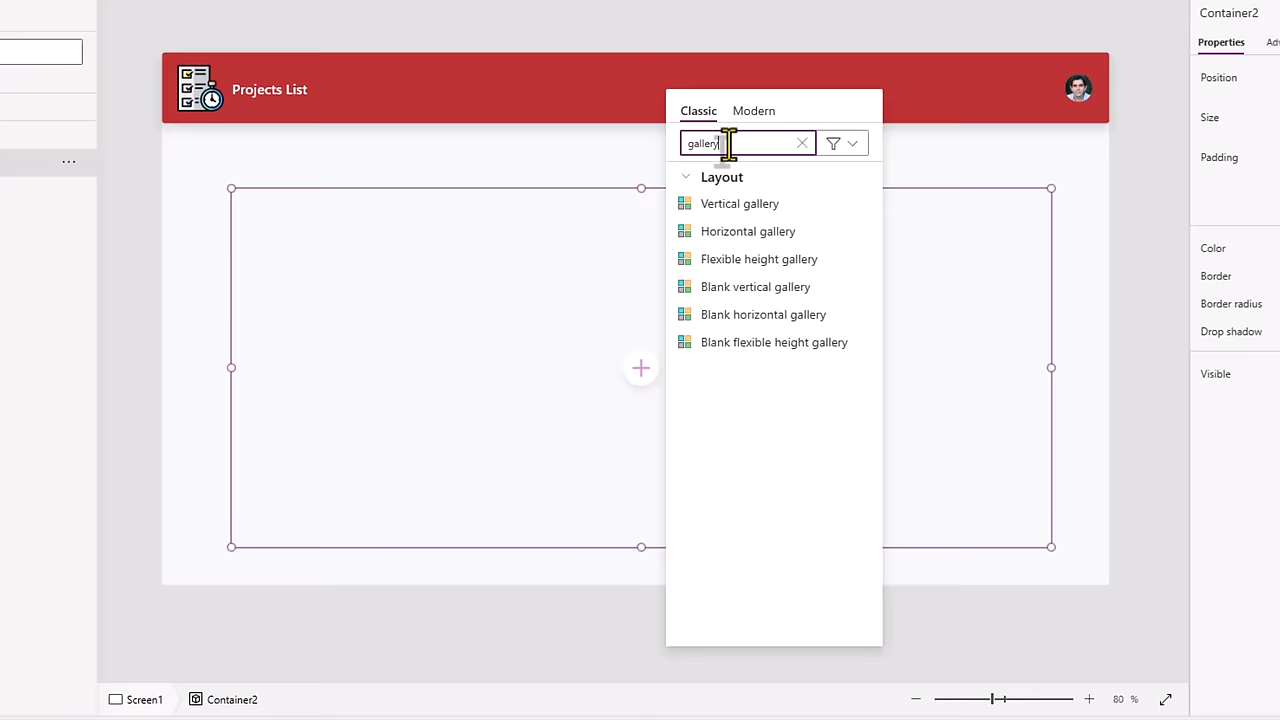 Projects List
Classic Modern
gallery
Layout
Vertical gallery
Horizontal gallery
Flexible height gallery
Blank vertical gallery
Blank horizontal gallery
Blank flexible height gallery
Container2
Properties
Position
Size
Padding
Color
Border
Border radius
Drop shadow
Visible
Screen1 Container2
80 %